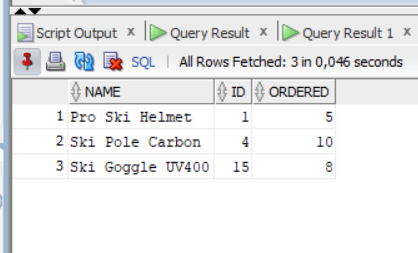 Script Output x Query Result x Query Result 1 x
SQL | All Rows Fetched: 3 in 0,046 seconds
NAME ID ORDERED
1 Pro Ski Helmet 1 5
2 Ski Pole Carbon 4 10
3 Ski Goggle UV400 15 8